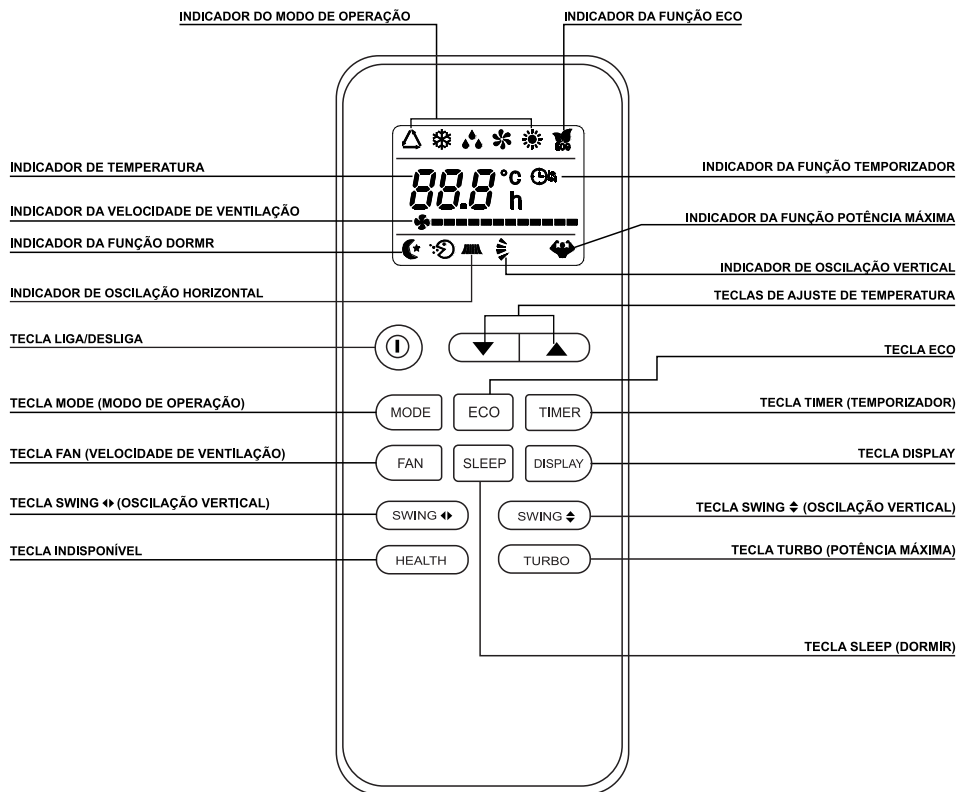 INDICADOR DO MODO DE OPERAÇÃO
INDICADOR DA FUNÇÃO ECO
ECO
INDICADOR DE TEMPERATURA
88.8°C
h
INDICADOR DA FUNÇÃO TEMPORIZADOR
INDICADOR DA VELOCIDADE DE VENTILAÇÃO
INDICADOR DA FUNÇÃO POTÊNCIA MÁXIMA
INDICADOR DA FUNÇÃO DORMR
INDICADOR DE OSCILAÇÃO VERTICAL
INDICADOR DE OSCILAÇÃO HORIZONTAL
TECLAS DE AJUSTE DE TEMPERATURA
TECLA LIGA/DESLIGA
TECLA ECO
TECLA MODE (MODO DE OPERAÇÃO)
MODE
ECO
TIMER
TECLA TIMER (TEMPORIZADOR)
TECLA FAN (VELOCIDADE DE VENTILAÇÃO)
FAN
SLEEP
DISPLAY
TECLA DISPLAY
TECLA SWING (OSCILAÇÃO VERTICAL)
SWING
SWING
TECLA SWING (OSCILAÇÃO VERTICAL)
TECLA INDISPONÍVEL
HEALTH
TURBO
TECLA TURBO (POTÊNCIA MÁXIMA)
TECLA SLEEP (DORMIR)